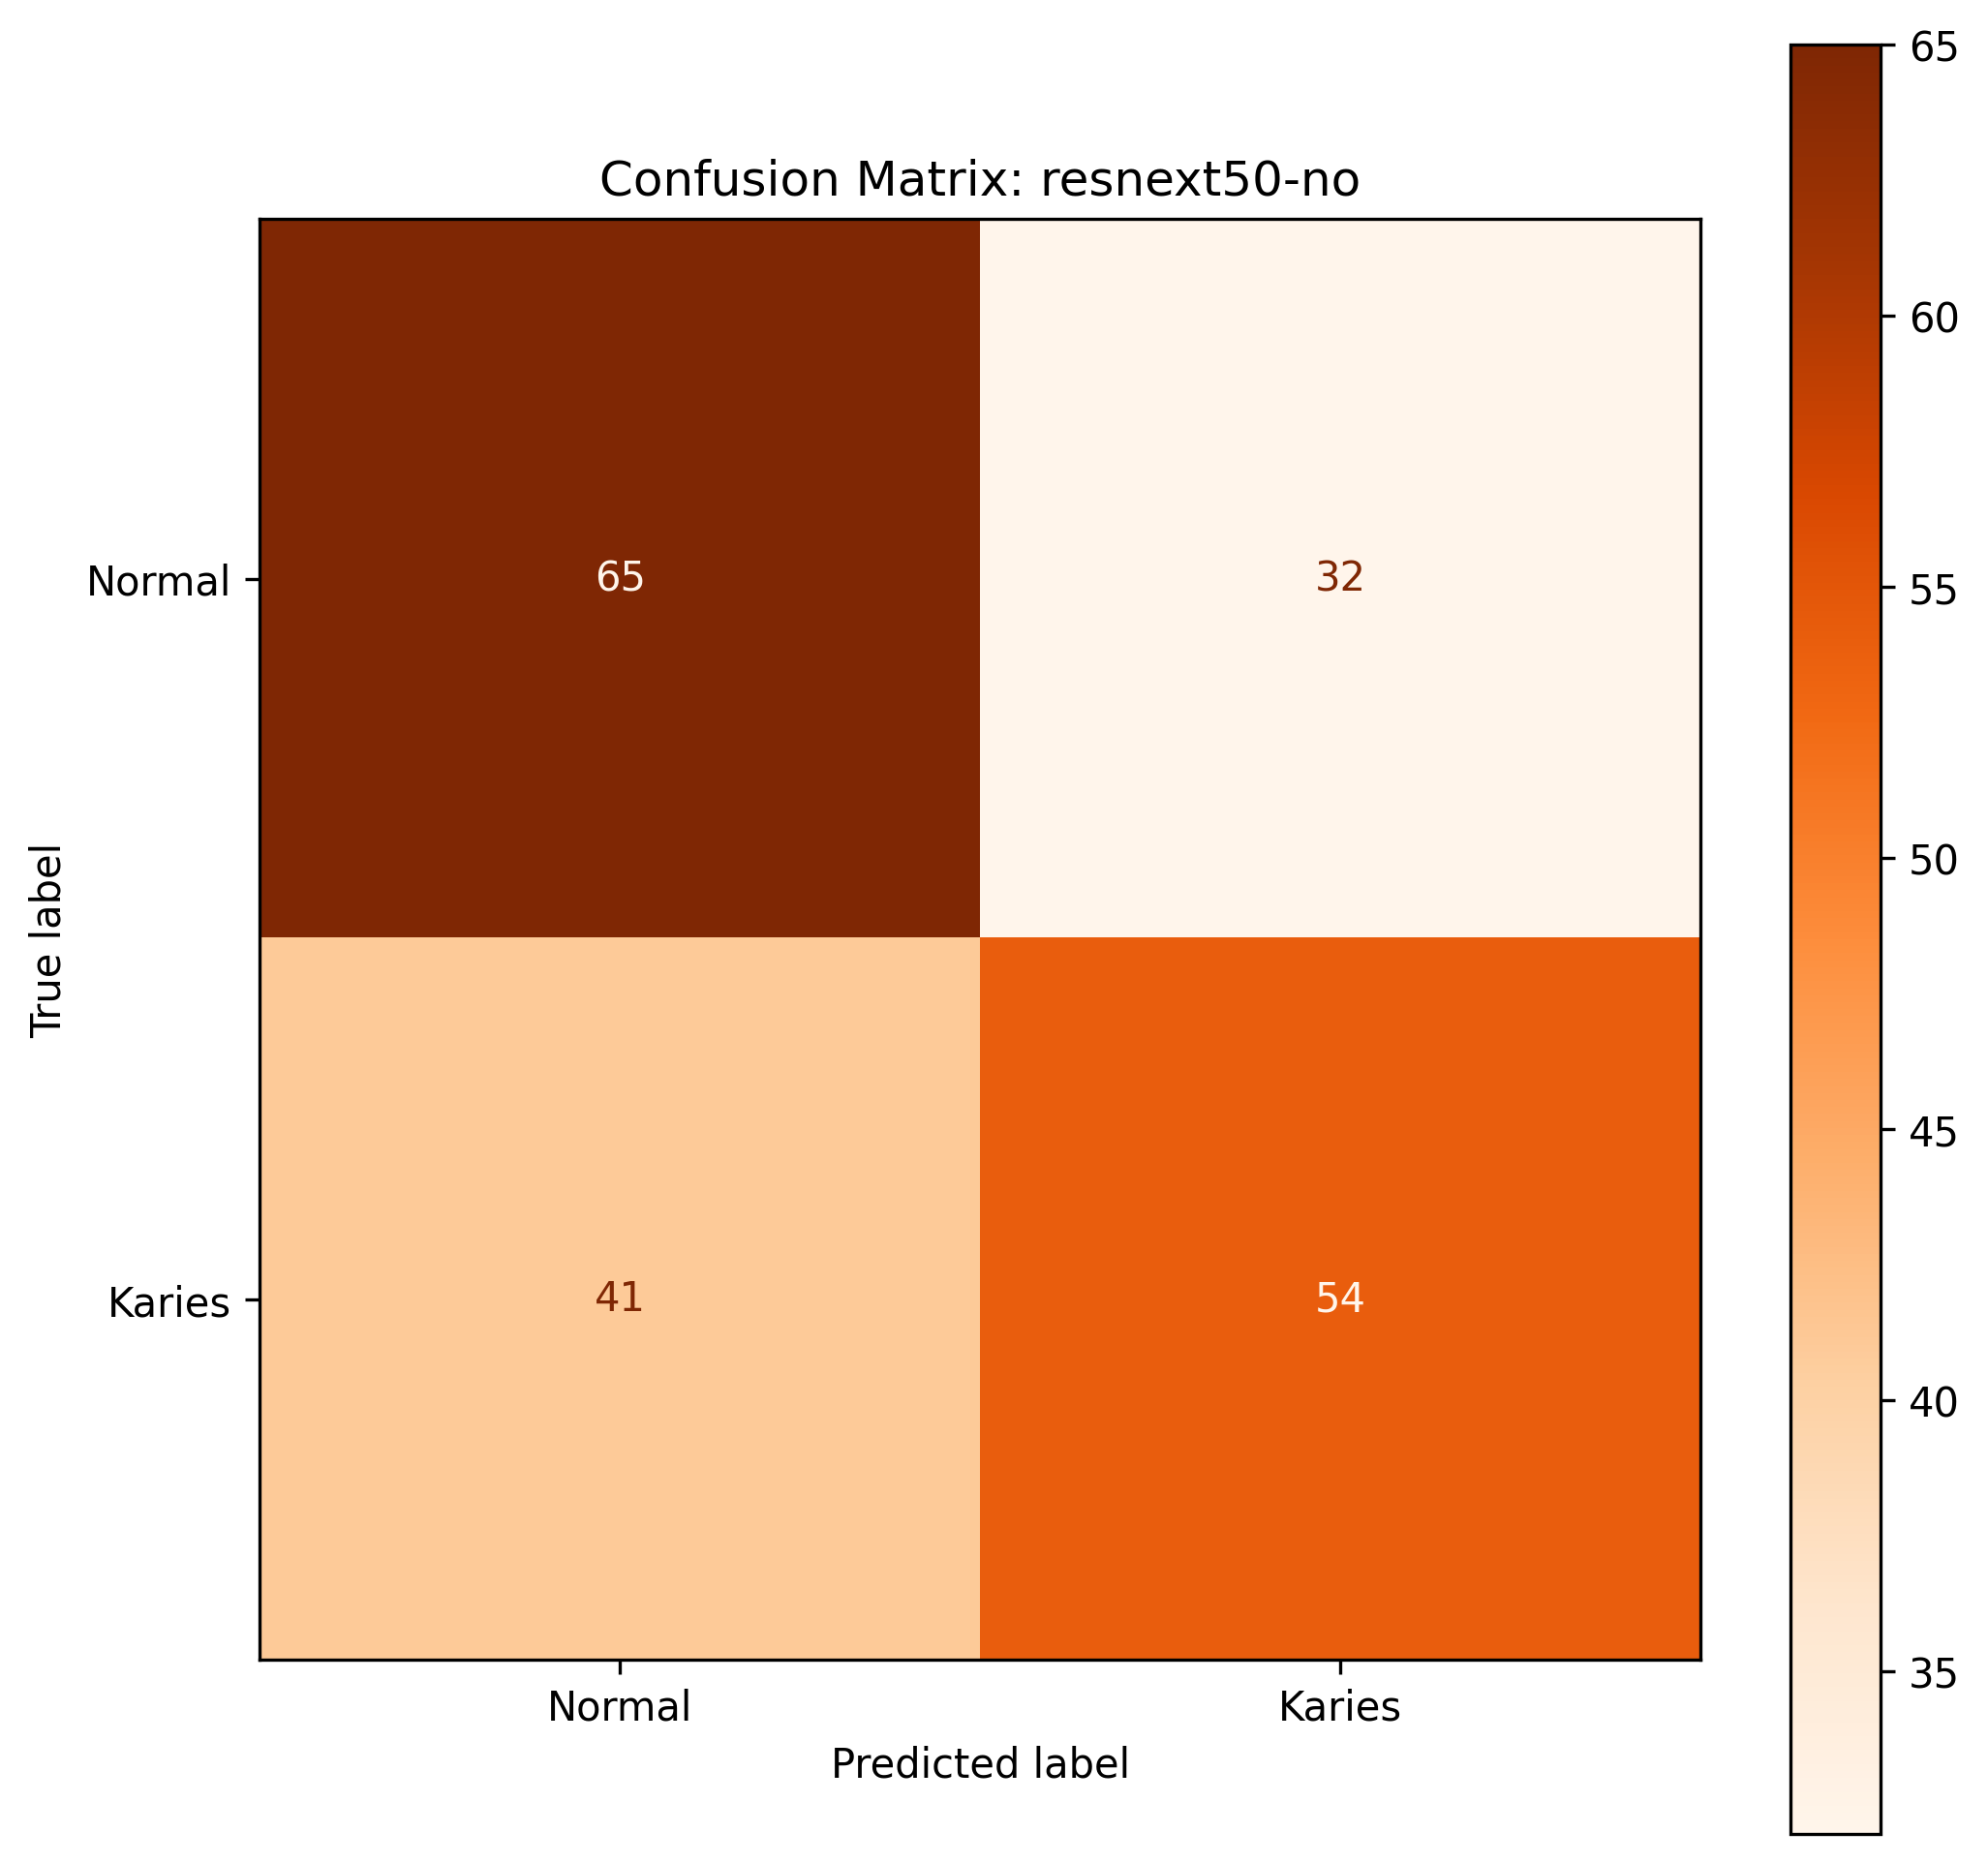 Confusion Matrix: resnext50-no
True label
Normal
65
32
Karies
41
54
Normal
Karies
Predicted label
65
60
55
50
45
40
35